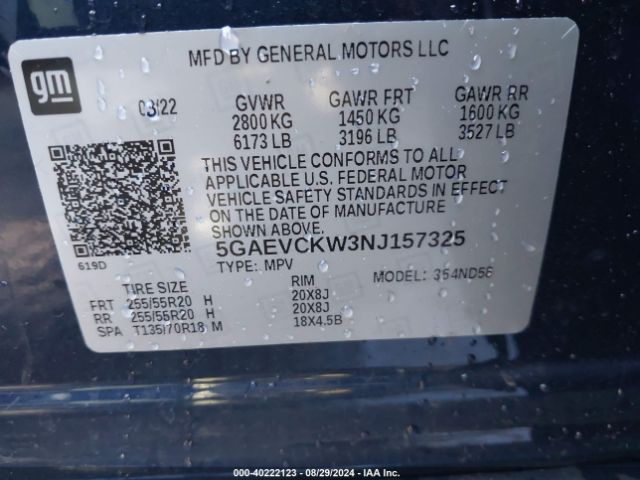 MFD BY GENERAL MOTORS LLC
gm
03/22 GVWR GAWR FRT GAWR RR
2800 KG 1450 KG 1600 KG
6173 LB 3196 LB 3527 LB
THIS VEHICLE CONFORMS TO ALL
APPLICABLE U.S. FEDERAL MOTOR
VEHICLE SAFETY STANDARDS IN EFFECT
ON THE DATE OF MANUFACTURE
SHOWN ABOVE.
619D
5GAEVCKW3NJ157325
TYPE: MPV MODEL:
TIRE SIZE RIM
FRT 255/55R20 H 20X8J
RR 255/55R20 H 20X8J
SPA T135/70R18 M 18X4.5B
000-40222123 - 08/29/2024 - IAA Inc.